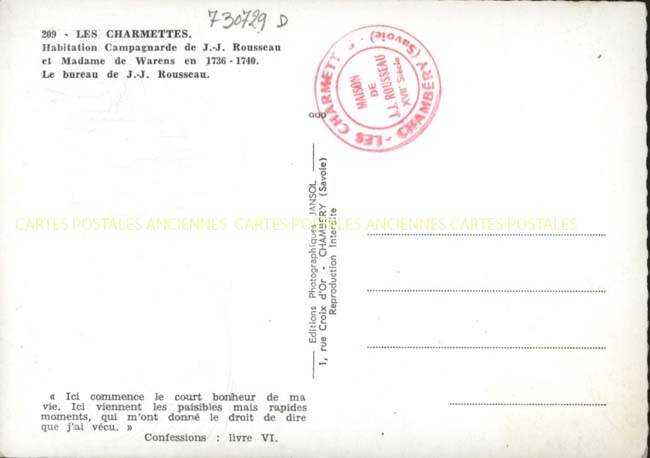 730729 D
209 - LES CHARMETTES.
Habitation Campagnarde de J.-J. Rousseau
et Madame de Warens en 1736 - 1740.
Le bureau de J.-J. Rousseau.
- LES CHARMETT S -
CHAMBÉRY (Savoie)
MAISON
DE
J.J. ROUSSEAU
XVIIe Siècle
Editions Photographiques JANSOL
1, rue Croix d'Or - CHAMBERY (Savoie)
Reproduction Interdite
CARTES POSTALES ANCIENNES CARTES POSTALES ANCIENNES CARTES POSTALES
« Ici commence le court bonheur de ma
vie. Ici viennent les paisibles mais rapides
moments, qui m'ont donné le droit de dire
que j'ai vécu. »
Confessions : livre VI.